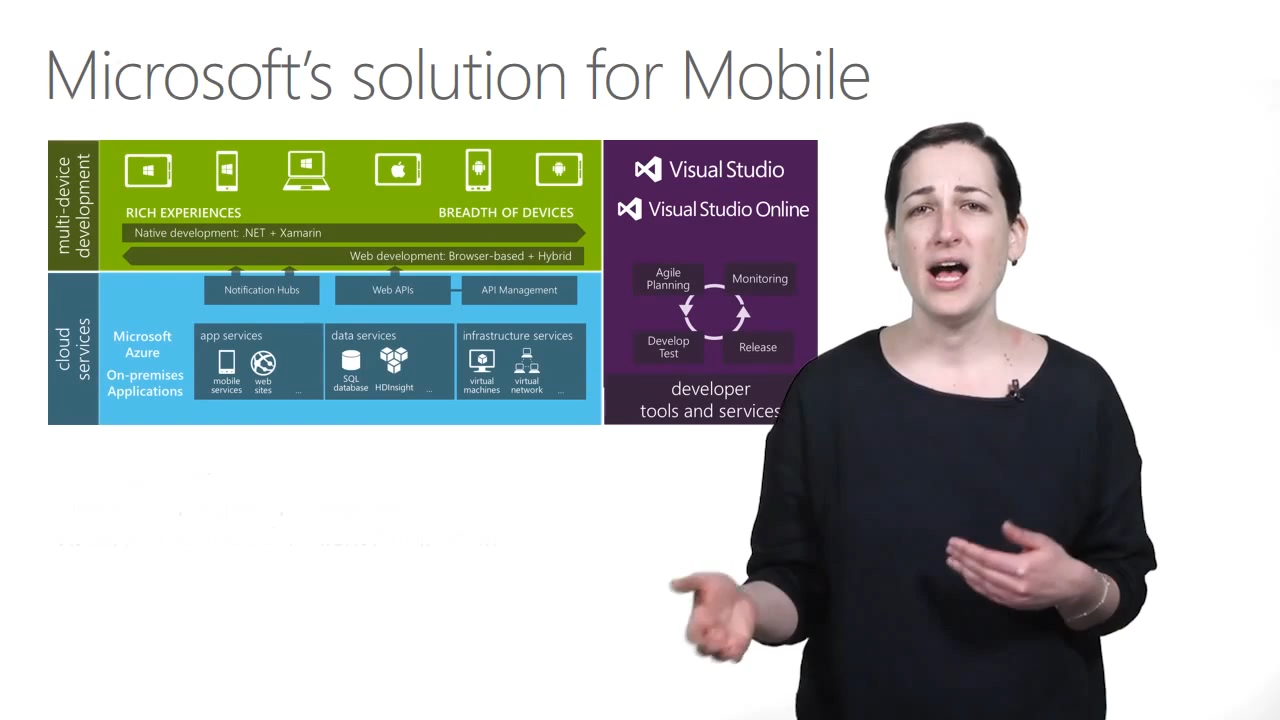 Microsoft's solution for Mobile
multi-device
development
RICH EXPERIENCES
BREADTH OF DEVICES
Native development: .NET + Xamarin
Web development: Browser-based + Hybrid
cloud
services
Notification Hubs
Web APIs
API Management
Microsoft
Azure
On-premises
Applications
app services
mobile
services
web
sites
...
data services
SQL
database
HDInsight
...
infrastructure services
virtual
machines
virtual
network
...
Visual Studio
Visual Studio Online
Agile
Planning
Monitoring
Develop
Test
Release
developer
tools and services